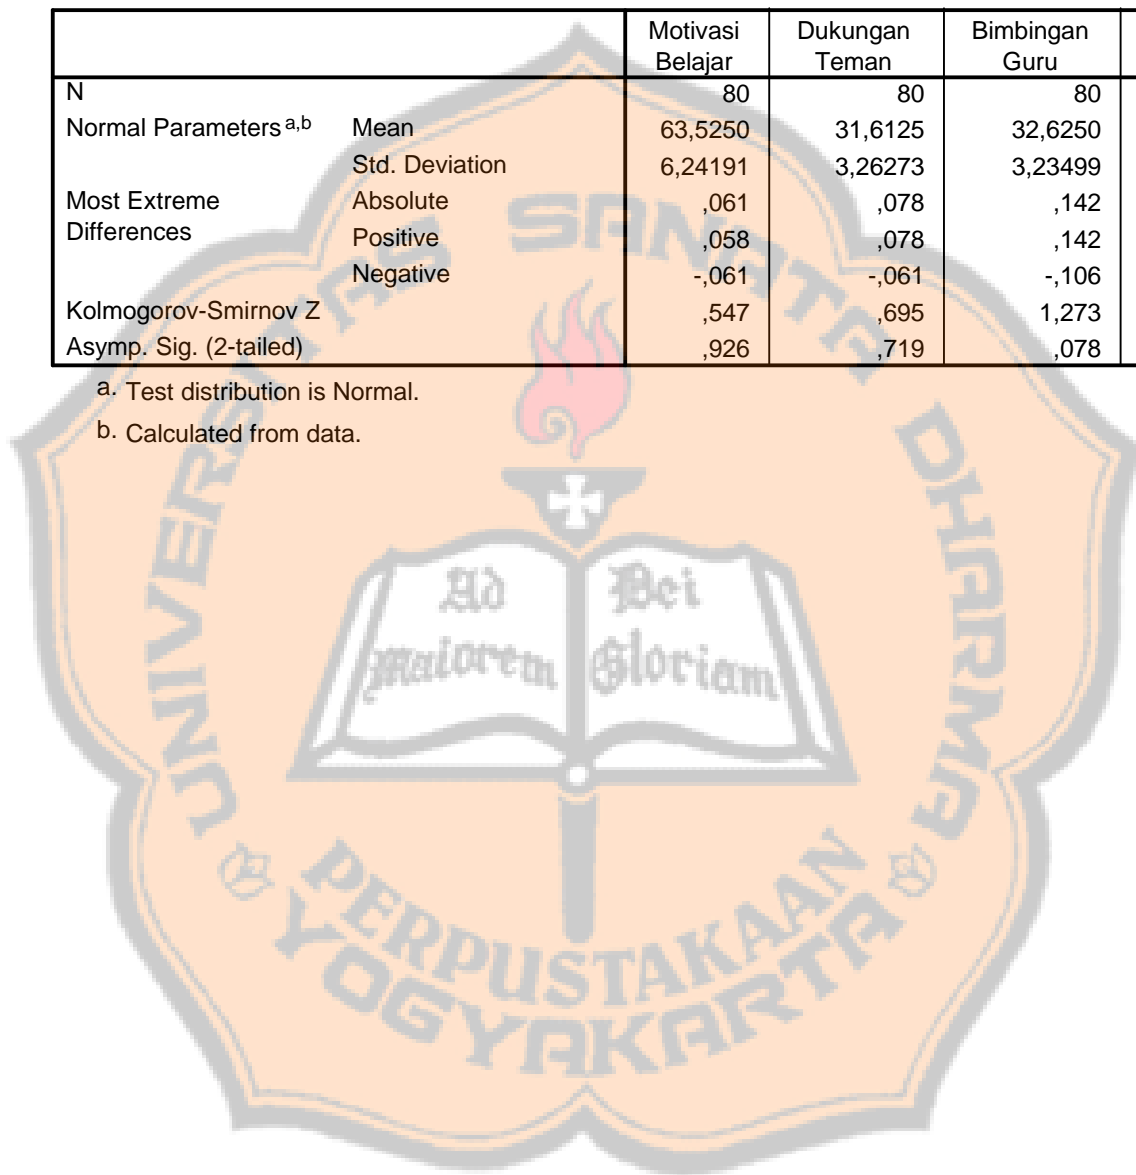 Motivasi Belajar Dukungan Teman Bimbingan Guru
N 80 80 80
Normal Parameters a,b Mean 63,5250 31,6125 32,6250
Std. Deviation 6,24191 3,26273 3,23499
Most Extreme Differences Absolute ,061 ,078 ,142
Positive ,058 ,078 ,142
Negative -,061 -,061 -,106
Kolmogorov-Smirnov Z ,547 ,695 1,273
Asymp. Sig. (2-tailed) ,926 ,719 ,078
a. Test distribution is Normal.
b. Calculated from data.
UNIVERSITAS SANATA DHARMA
Ad Dei
maiorem Gloriam
PERPUSTAKAAN
YOGYAKARTA